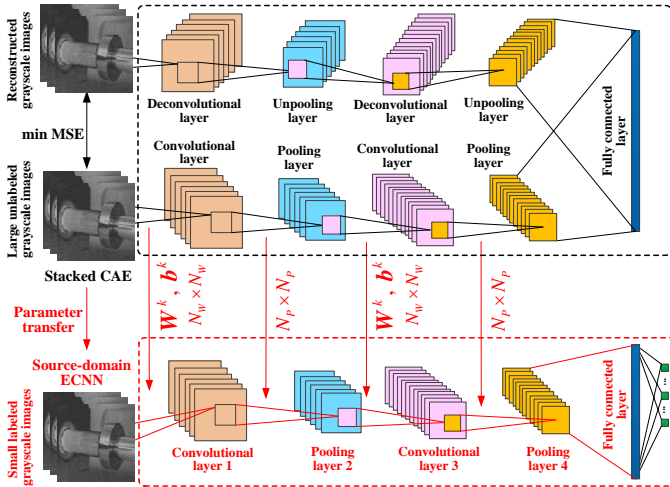 Reconstructed
grayscale images
Deconvolutional
layer
Unpooling
layer
Deconvolutional
layer
Unpooling
layer
Fully connected
layer
min MSE
Convolutional
layer
Pooling
layer
Convolutional
layer
Pooling
layer
Large unlabeled
grayscale images
Stacked CAE
W^k, b^k
N_W × N_W
N_P × N_P
W^k, b^k
N_W × N_W
N_P × N_P
Parameter
transfer
Source-domain
ECNN
Small labeled
grayscale images
Convolutional
layer 1
Pooling
layer 2
Convolutional
layer 3
Pooling
layer 4
Fully connected
layer
...
...